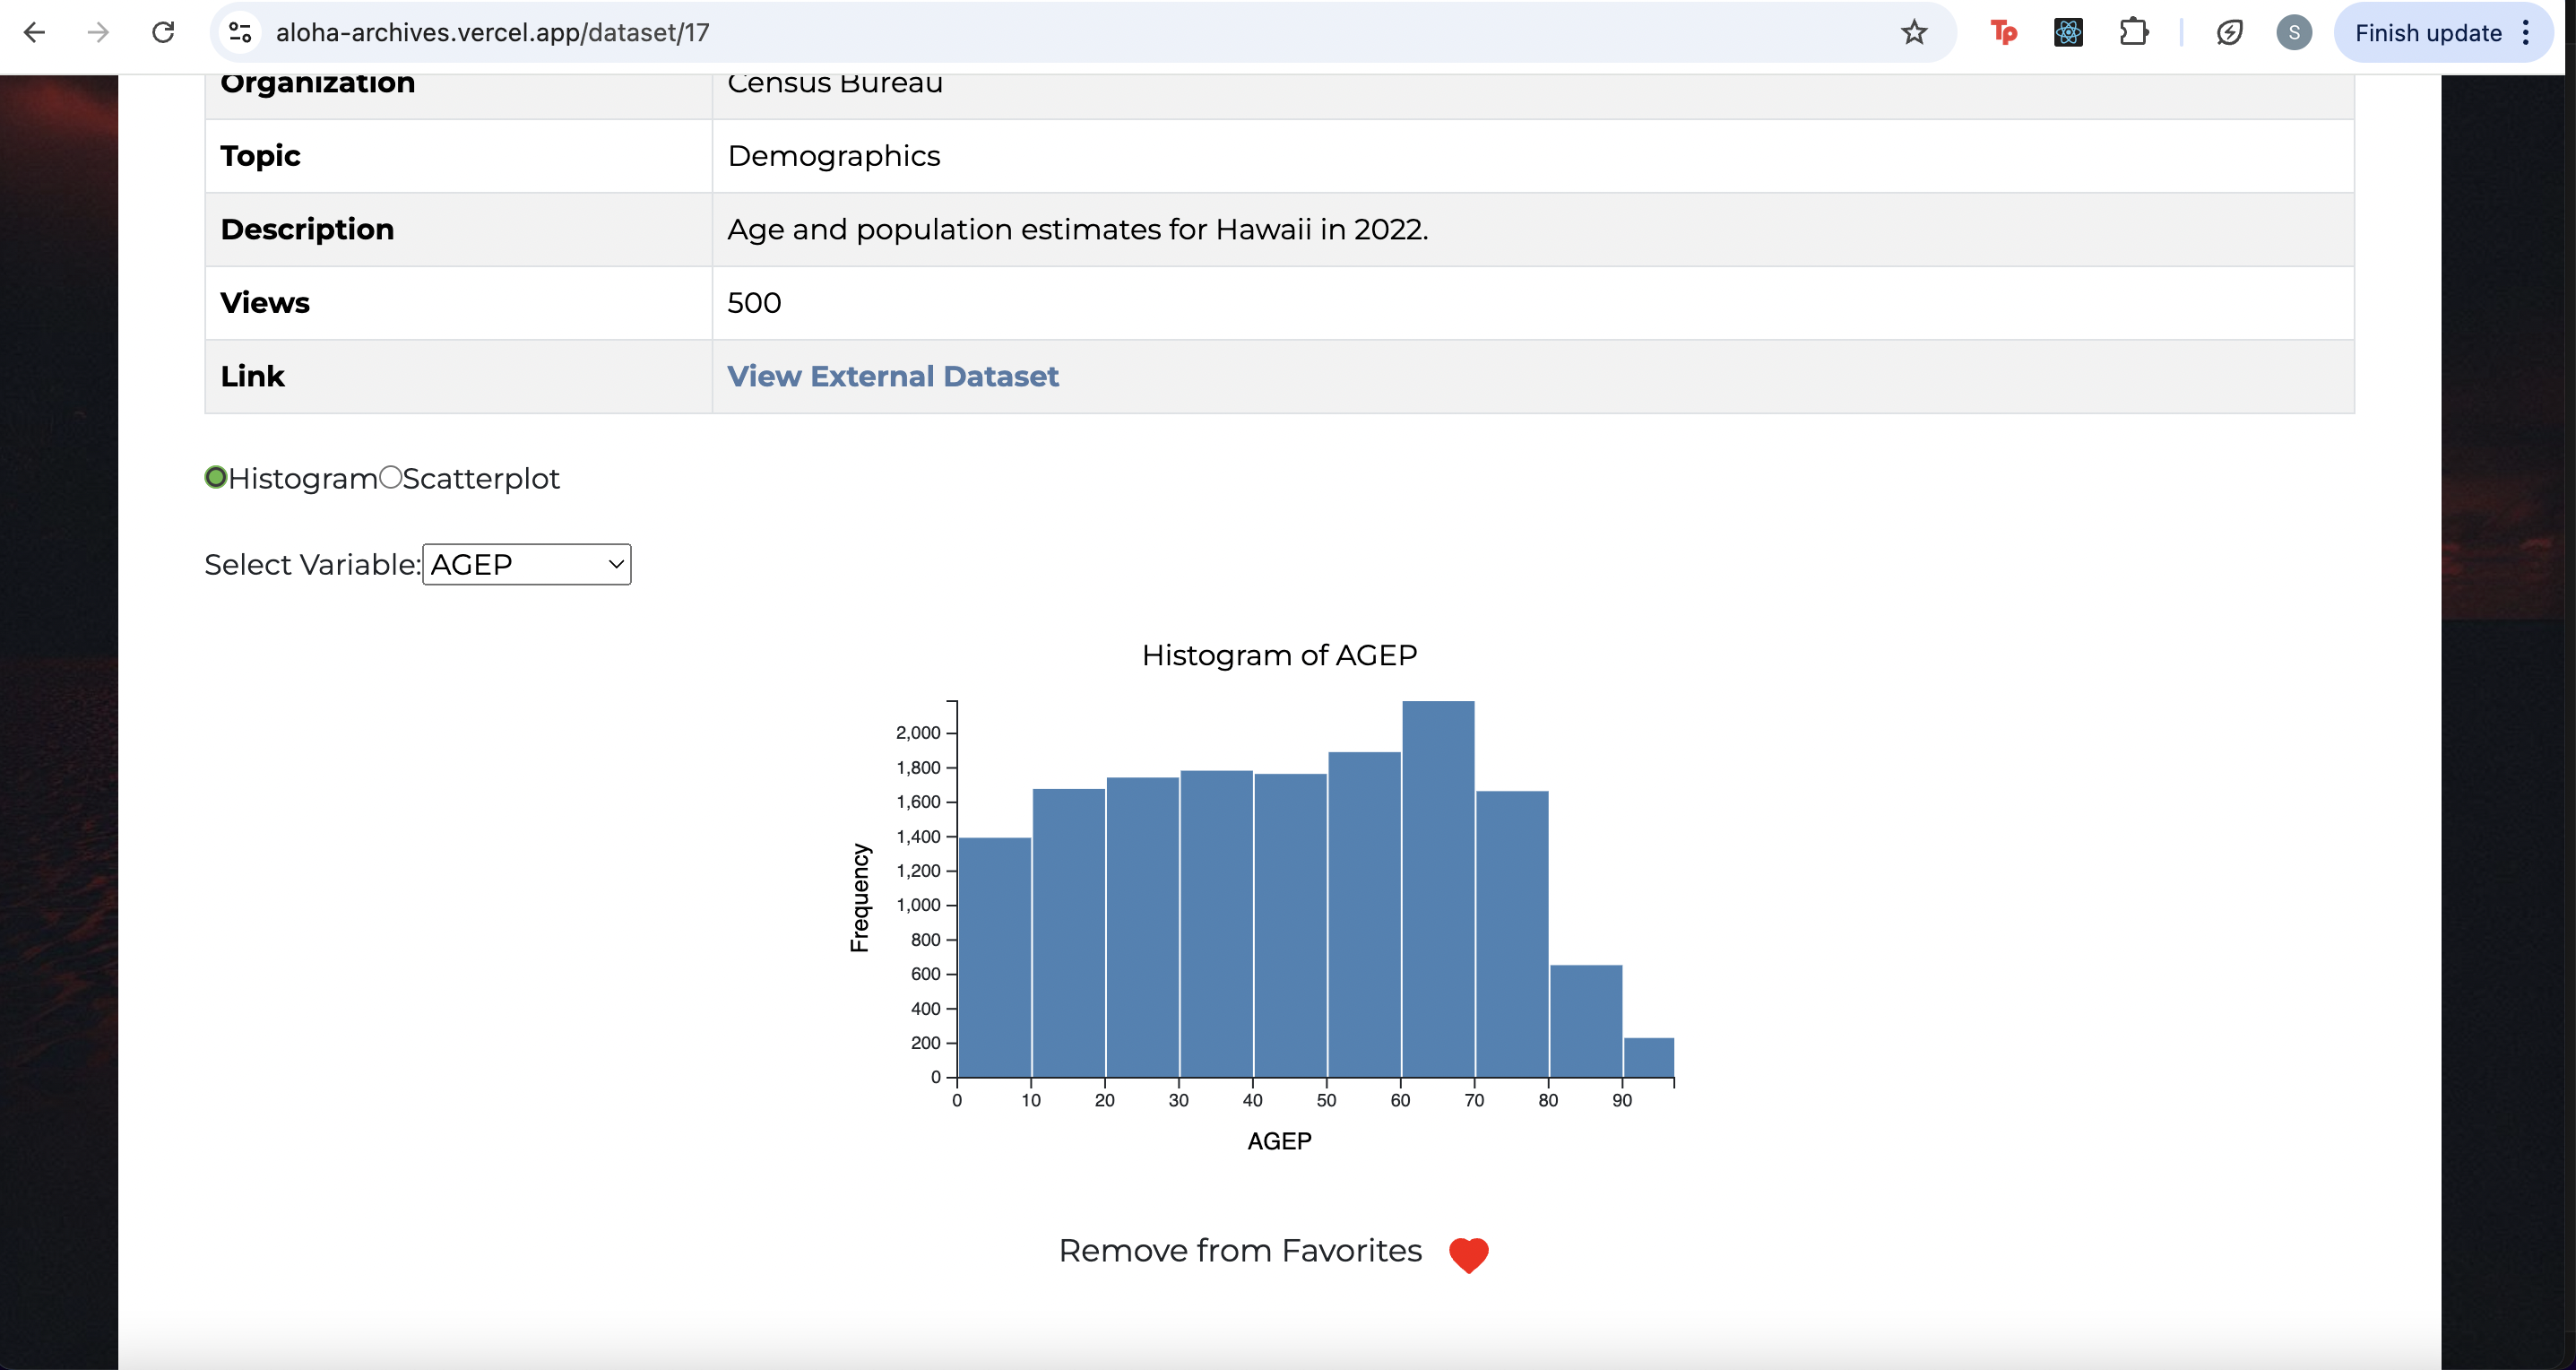 aloha-archives.vercel.app/dataset/17
Tp
S
Finish update
Organization Census Bureau
Topic Demographics
Description Age and population estimates for Hawaii in 2022.
Views 500
Link View External Dataset
Histogram Scatterplot
Select Variable: AGEP
Histogram of AGEP
2,000
1,800
1,600
1,400
1,200
1,000
800
600
400
200
0
Frequency
0 10 20 30 40 50 60 70 80 90
AGEP
Remove from Favorites